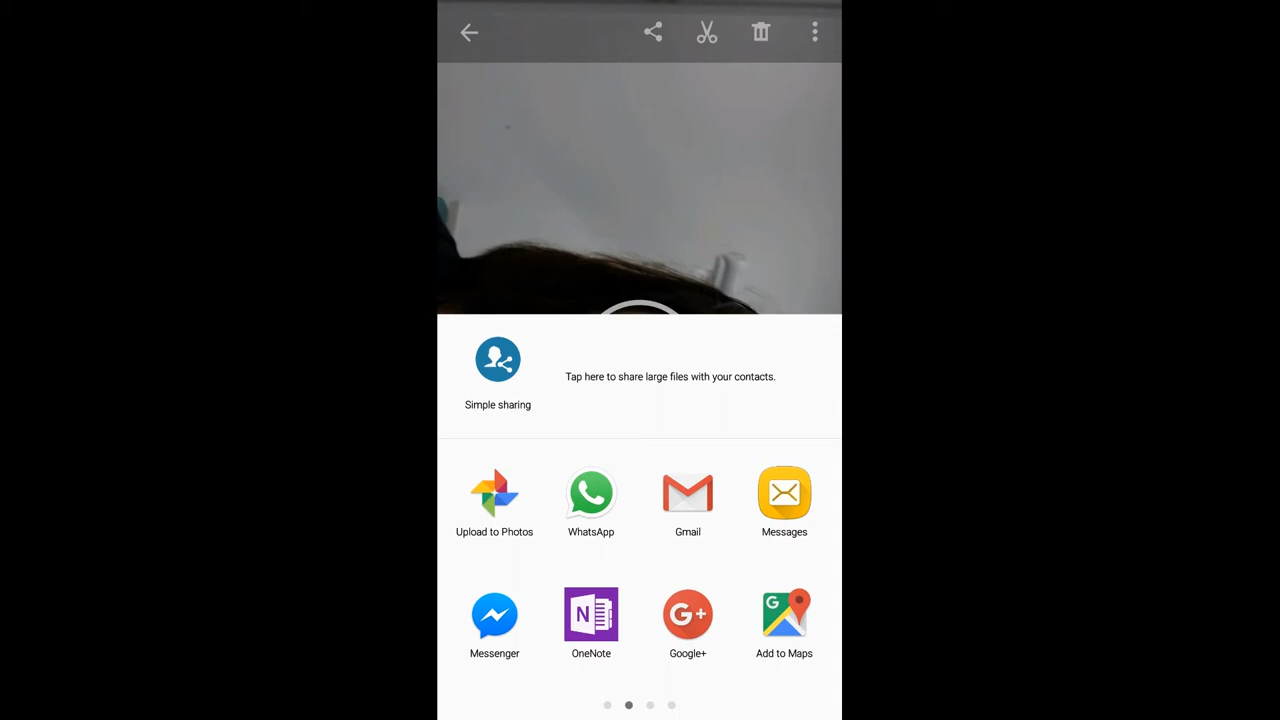 Tap here to share large files with your contacts.
Simple sharing
Upload to Photos
WhatsApp
Gmail
Messages
N
G+
G
Messenger
OneNote
Google+
Add to Maps